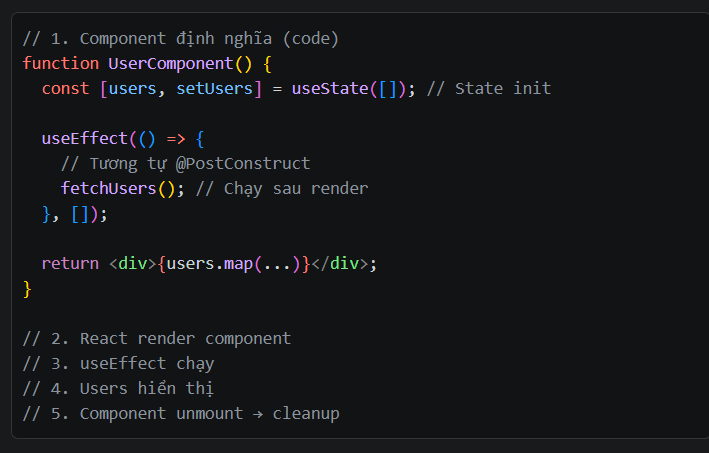 // 1. Component định nghĩa (code)
function UserComponent() {
const [users, setUsers] = useState([]); // State init
useEffect(() => {
// Tương tự @PostConstruct
fetchUsers(); // Chạy sau render
}, []);
return <div>{users.map(...)}</div>;
}
// 2. React render component
// 3. useEffect chạy
// 4. Users hiển thị
// 5. Component unmount → cleanup